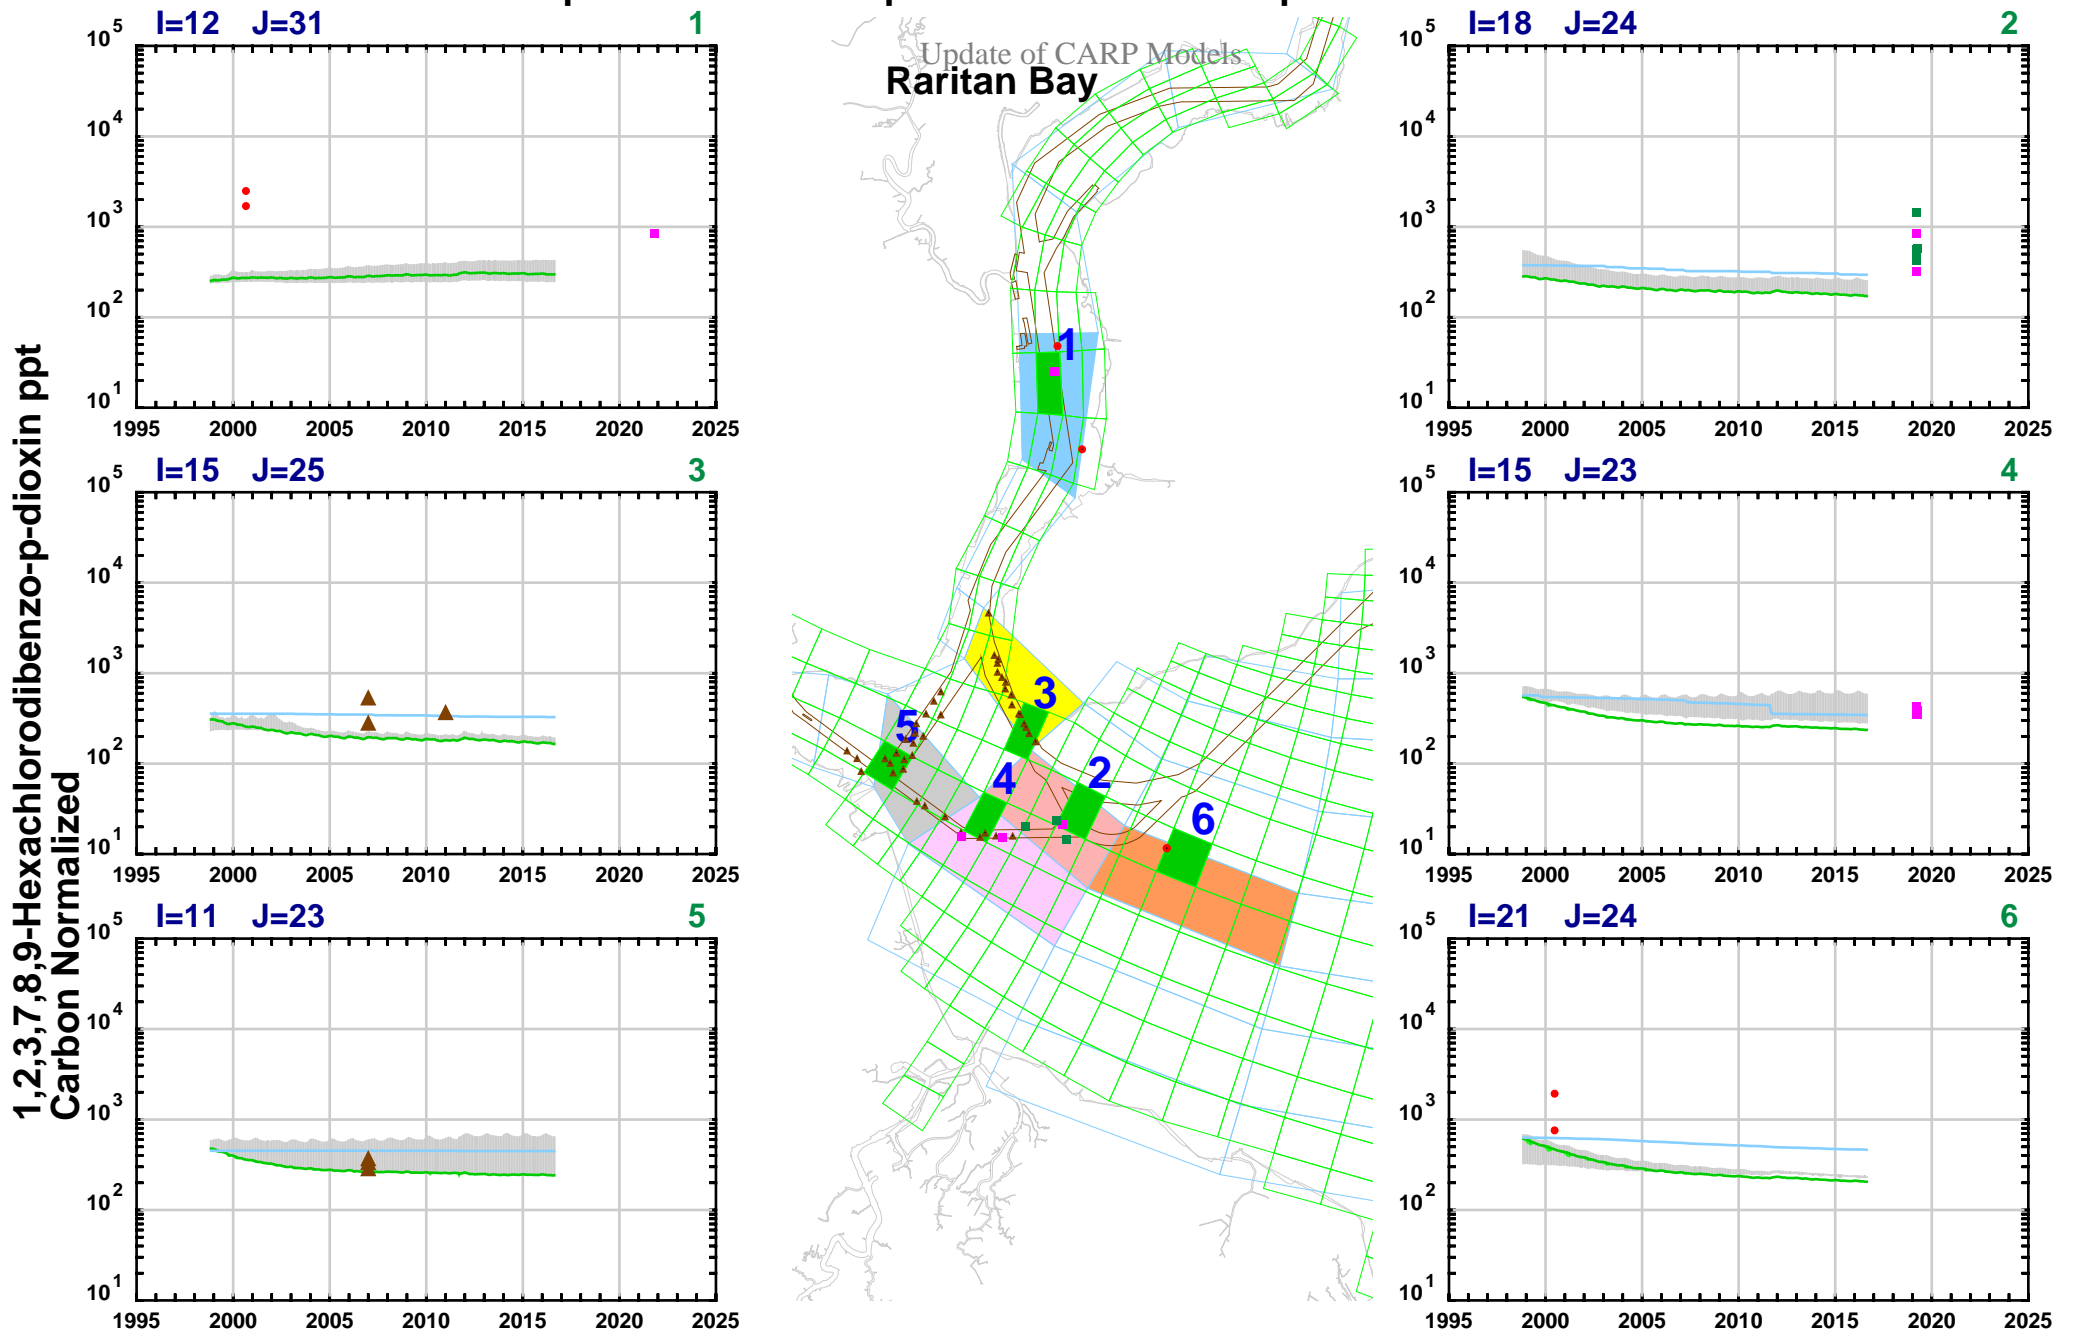 Update of CARP Models
Raritan Bay
1,2,3,7,8,9-Hexachlorodibenzo-p-dioxin ppt
Carbon Normalized
I=12 J=31 1
10^5
10^4
10^3
10^2
10^1
1995 2000 2005 2010 2015 2020 2025
I=18 J=24 2
10^5
10^4
10^3
10^2
10^1
1995 2000 2005 2010 2015 2020 2025
I=15 J=25 3
10^5
10^4
10^3
10^2
10^1
1995 2000 2005 2010 2015 2020 2025
I=15 J=23 4
10^5
10^4
10^3
10^2
10^1
1995 2000 2005 2010 2015 2020 2025
I=11 J=23 5
10^5
10^4
10^3
10^2
10^1
1995 2000 2005 2010 2015 2020 2025
I=21 J=24 6
10^5
10^4
10^3
10^2
10^1
1995 2000 2005 2010 2015 2020 2025
1
3
5
4
2
6